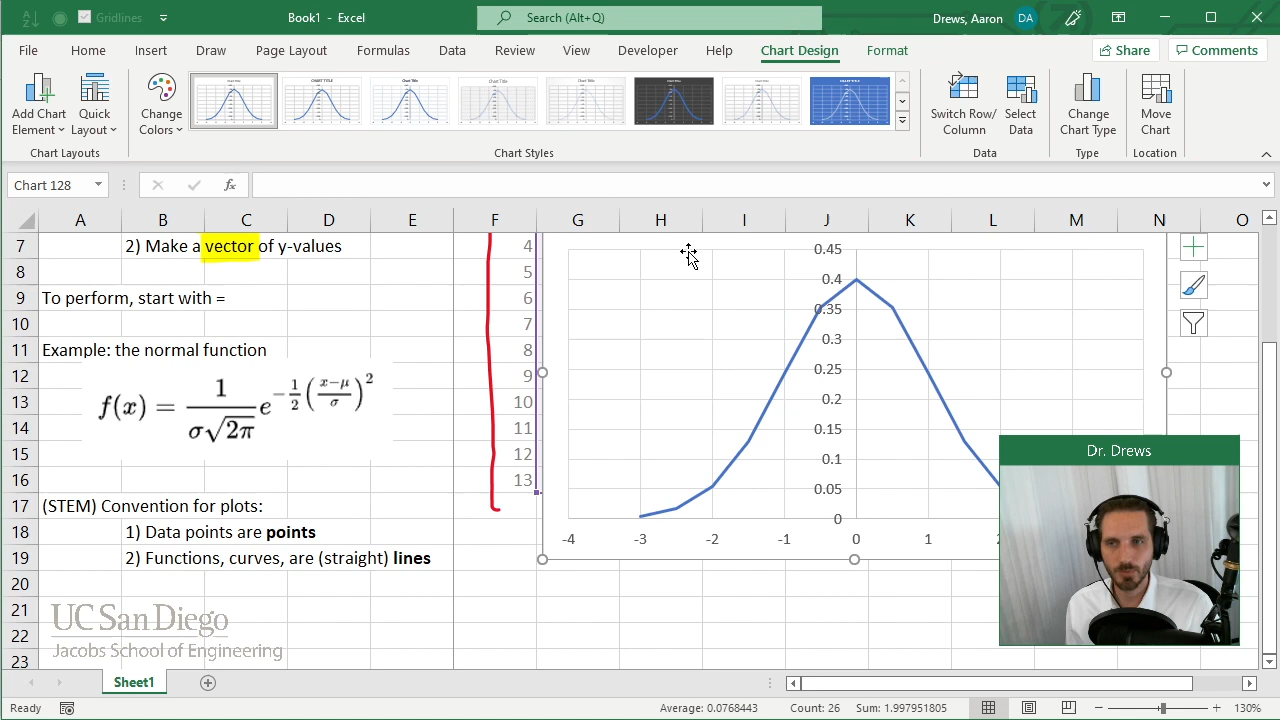 Gridlines
Book1 - Excel
Search (Alt+Q)
Drews, Aaron
DA
File Home Insert Draw Page Layout Formulas Data Review View Developer Help Chart Design Format
Share
Comments
Add Chart Element
Quick Layout
Change Colors
Switch Row/ Column
Select Data
Change Chart Type
Move Chart
Chart Layouts
Chart Styles
Data
Type
Location
Chart 128
fx
A B C D E F G H I J K L M N O
7 2) Make a vector of y-values 4
8 5
9 To perform, start with = 6
10 7
11 Example: the normal function 8
12 9
13 10
14 11
15 12
16 13
f(x) = 1/(σ√2π) e^(-1/2((x-μ)/σ)^2)
17 (STEM) Convention for plots:
18 1) Data points are points
19 2) Functions, curves, are (straight) lines
20
21
22
23
UC San Diego
Jacobs School of Engineering
0.45
0.4
0.35
0.3
0.25
0.2
0.15
0.1
0.05
0
-4 -3 -2 -1 0 1
Dr. Drews
Sheet1
Ready
Average: 0.0768443
Count: 26
Sum: 1.997951805
130%